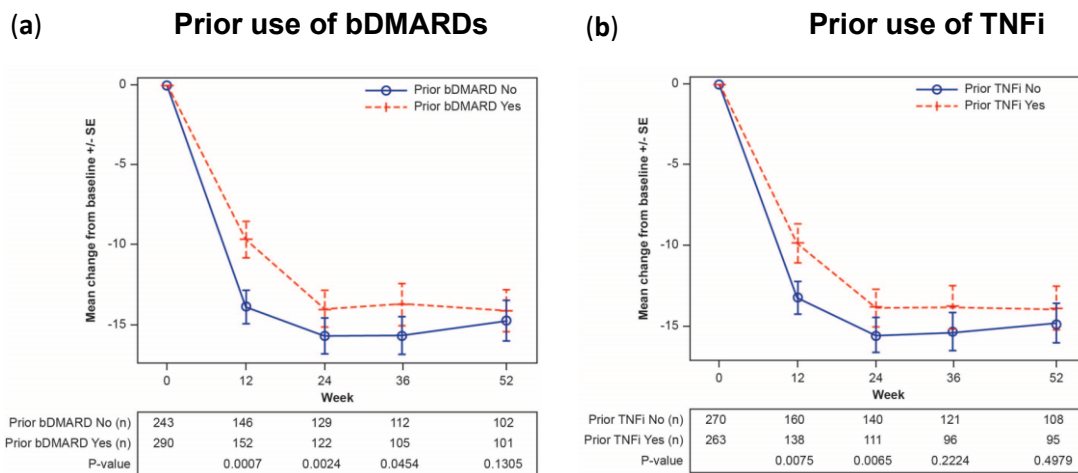 (a) Prior use of bDMARDs
Prior bDMARD No
Prior bDMARD Yes
Mean change from baseline +/- SE
0
-5
-10
-15
0 12 24 36 52
Week
Prior bDMARD No (n) 243 146 129 112 102
Prior bDMARD Yes (n) 290 152 122 105 101
P-value 0.0007 0.0024 0.0454 0.1305
(b) Prior use of TNFi
Prior TNFi No
Prior TNFi Yes
Mean change from baseline +/- SE
0
-5
-10
-15
0 12 24 36 52
Week
Prior TNFi No (n) 270 160 140 121 108
Prior TNFi Yes (n) 263 138 111 96 95
P-value 0.0075 0.0065 0.2224 0.4979